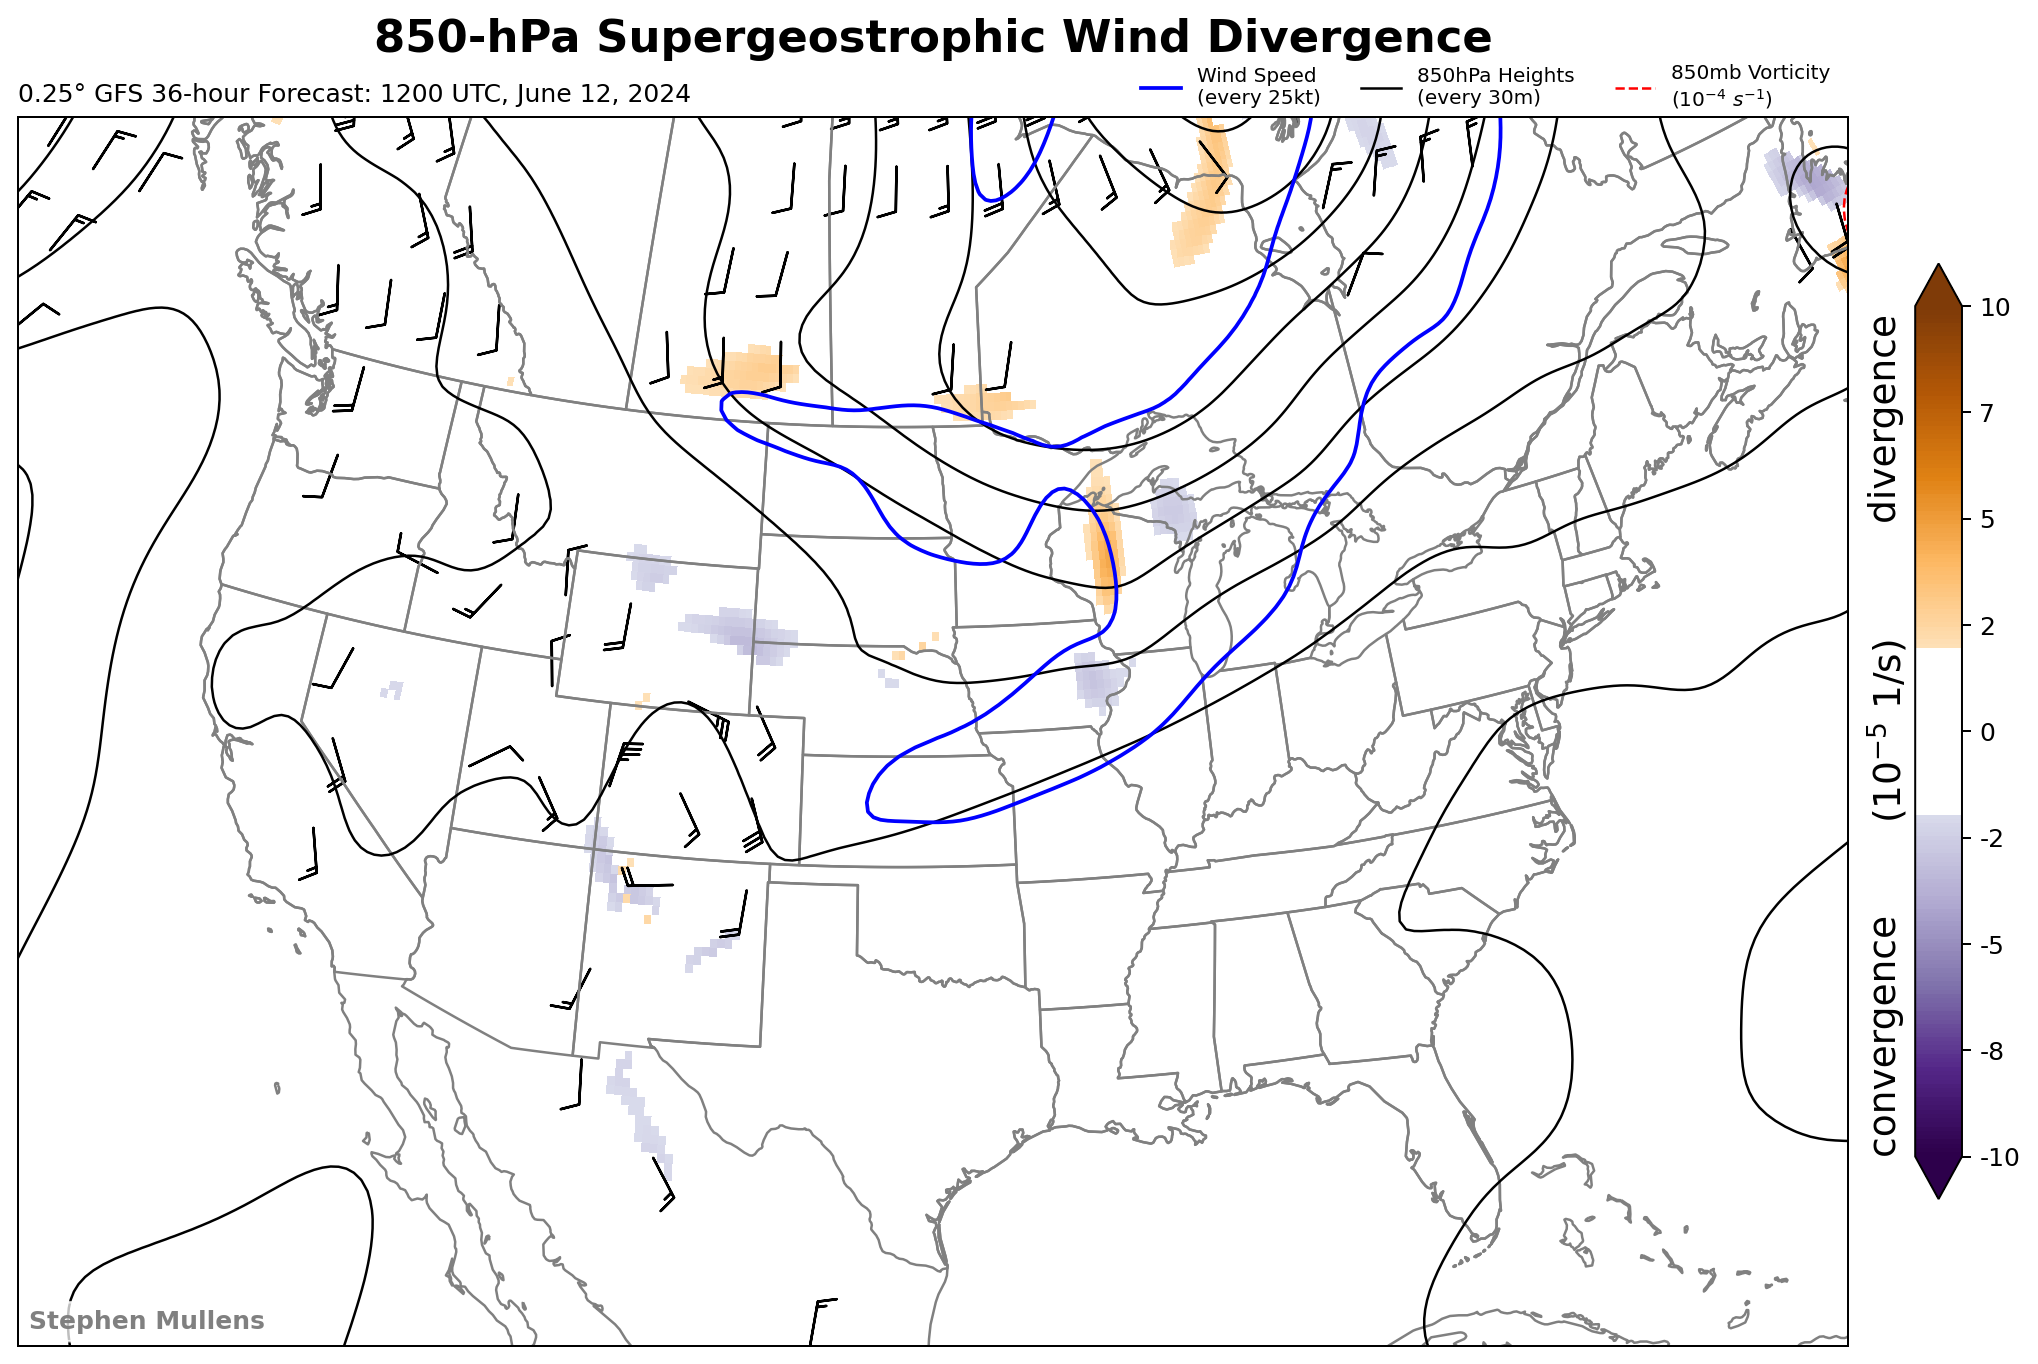 850-hPa Supergeostrophic Wind Divergence
0.25° GFS 36-hour Forecast: 1200 UTC, June 12, 2024
Wind Speed
(every 25kt)
850hPa Heights
(every 30m)
850mb Vorticity
(10⁻⁴ s⁻¹)
10
7
5
2
0
-2
-5
-8
-10
convergence (10⁻⁵ 1/s) divergence
Stephen Mullens